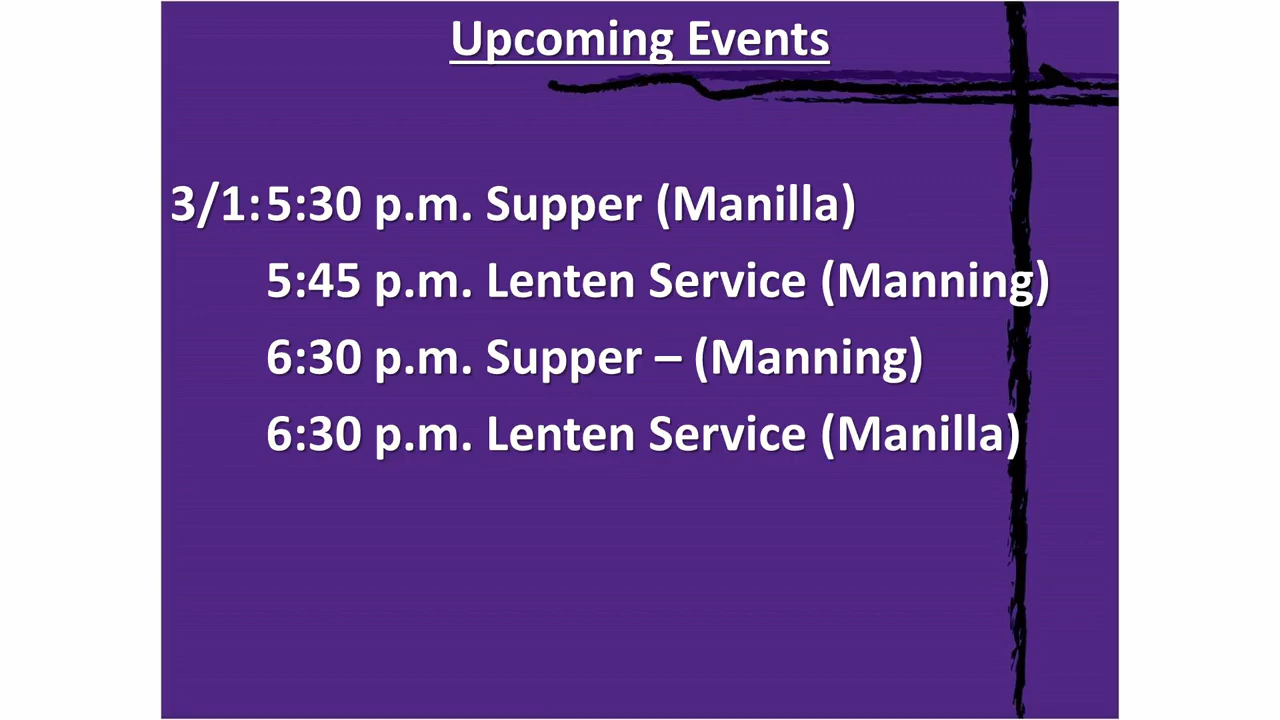 Upcoming Events
3/1: 5:30 p.m. Supper (Manilla)
5:45 p.m. Lenten Service (Manning)
6:30 p.m. Supper – (Manning)
6:30 p.m. Lenten Service (Manilla)